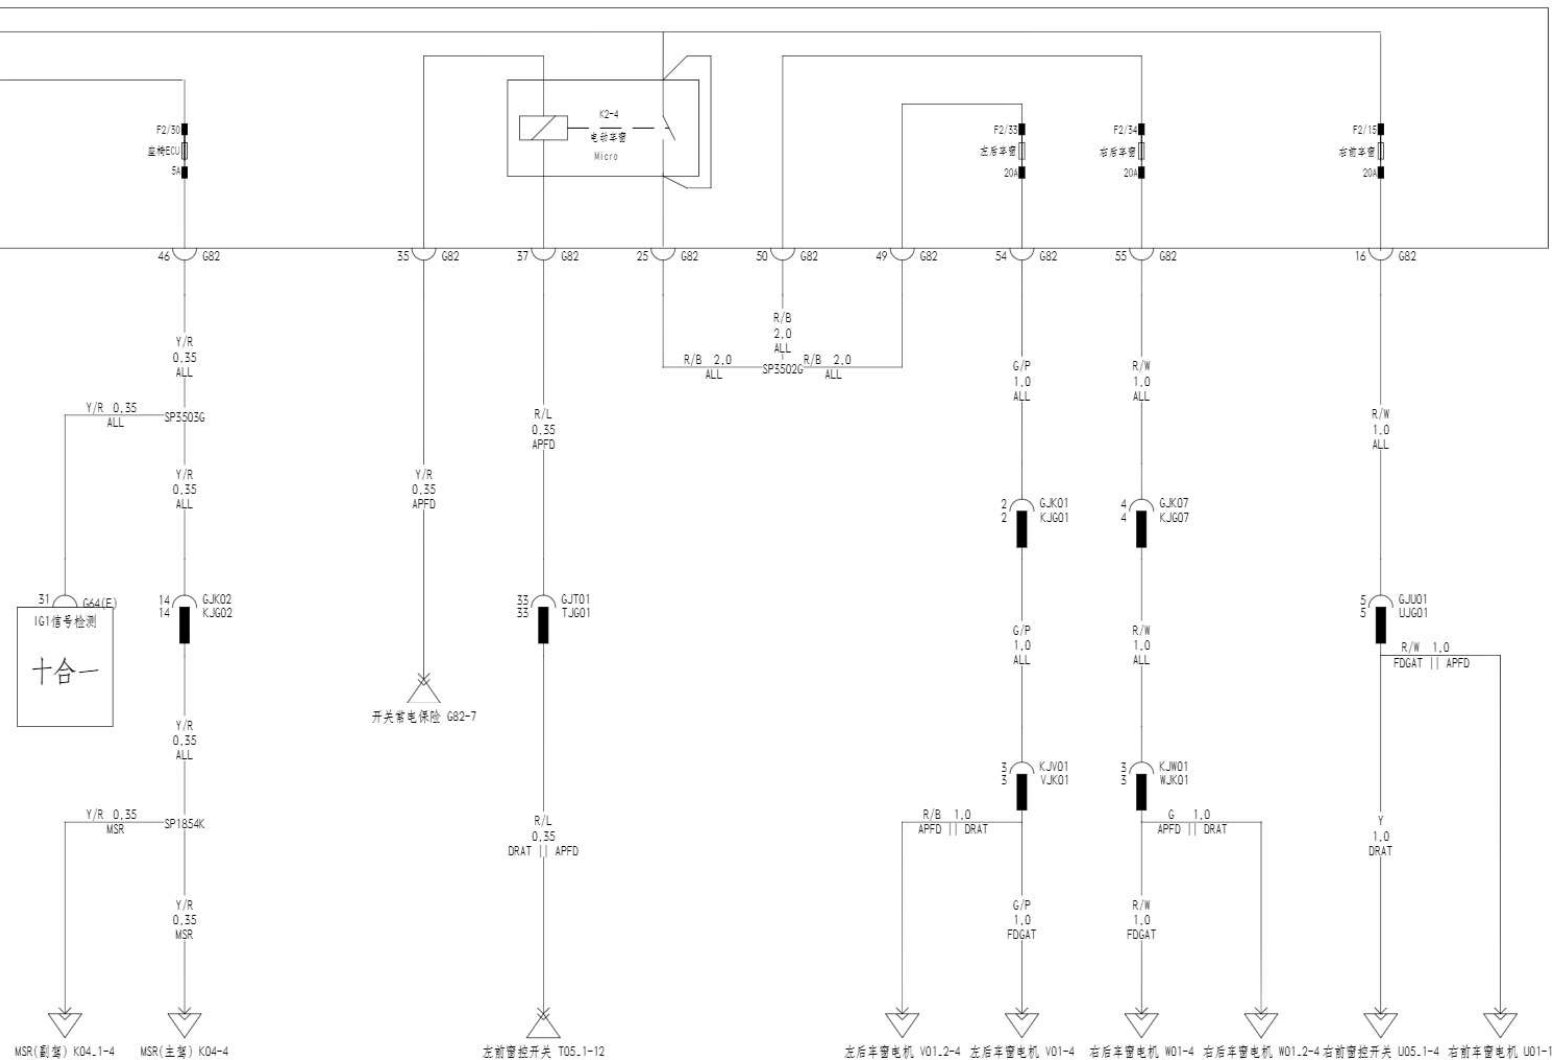 F2/30
座椅ECU
5A
K2-4
电动车窗
Micro
F2/33
左后车窗
20A
F2/34
右后车窗
20A
F2/15
右前车窗
20A
46 G82
35 G82
37 G82
25 G82
50 G82
49 G82
54 G82
55 G82
16 G82
Y/R
0.35
ALL
R/B
2.0
ALL
R/B 2.0
ALL
SP3502G
R/B 2.0
ALL
G/P
1.0
ALL
R/W
1.0
ALL
Y/R 0.35
ALL
SP3503G
R/L
0.35
APFD
R/W
1.0
ALL
Y/R
0.35
ALL
Y/R
0.35
APFD
2 GJK01
2 KJG01
4 GJK07
4 KJG07
31 G64(E)
IG1信号检测
十合一
14 GJK02
14 KJG02
33 GJT01
33 TJG01
5 GJU01
5 UJG01
G/P
1.0
ALL
R/W
1.0
ALL
R/W 1.0
FDGAT || APFD
开关常电保险 G82-7
Y/R
0.35
ALL
3 KJV01
3 VJK01
3 KJW01
3 WJK01
Y/R 0.35
MSR
SP1854K
R/L
0.35
DRAT || APFD
R/B 1.0
APFD || DRAT
G 1.0
APFD || DRAT
Y
1.0
DRAT
Y/R
0.35
MSR
G/P
1.0
FDGAT
R/W
1.0
FDGAT
MSR(副驾) K04_1-4
MSR(主驾) K04-4
左前窗控开关 T05_1-12
左后车窗电机 V01_2-4
左后车窗电机 V01-4
右后车窗电机 W01-4
右后车窗电机 W01_2-4
右前窗控开关 U05_1-4
右前车窗电机 U01-1